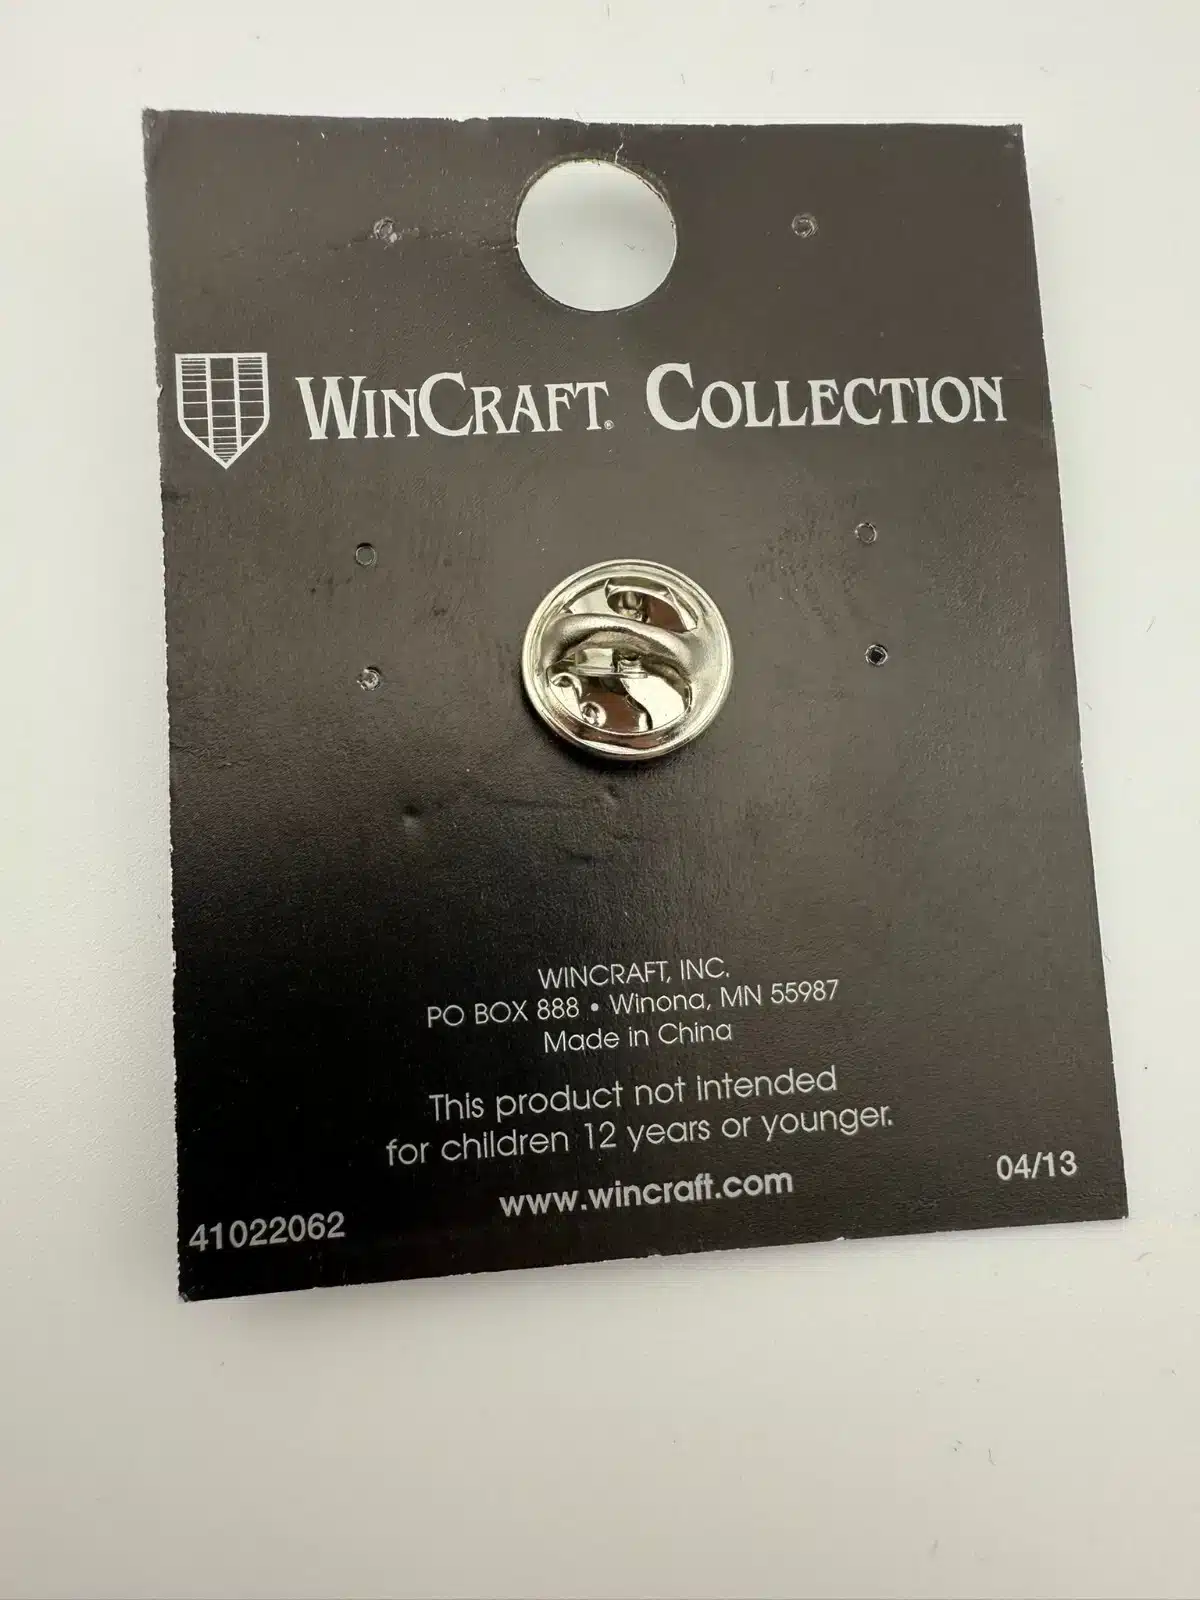 WINCRAFT® COLLECTION
WINCRAFT, INC.
PO BOX 888 • Winona, MN 55987
Made in China
This product not intended
for children 12 years or younger.
www.wincraft.com
04/13
41022062